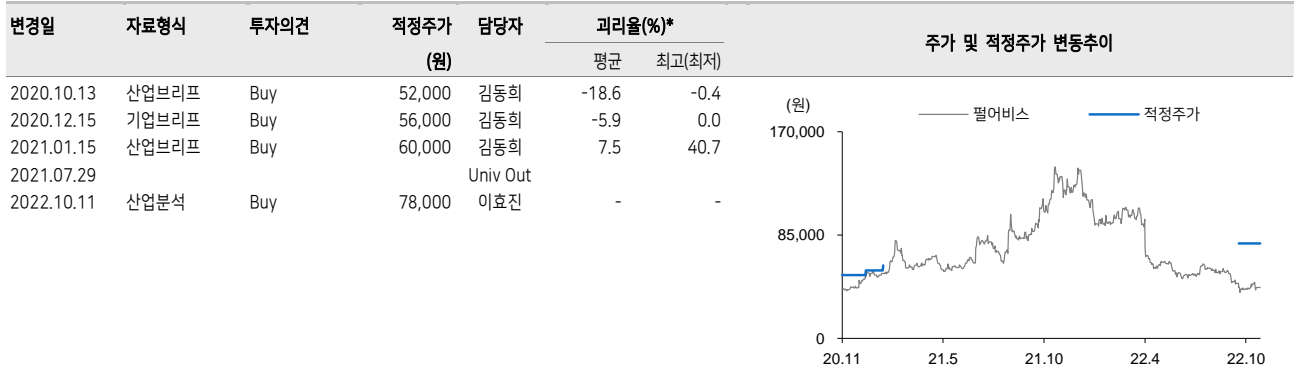 변경일 자료형식 투자의견 적정주가 담당자 괴리율(%)*
(원) 평균 최고(최저)
2020.10.13 산업브리프 Buy 52,000 김동희 -18.6 -0.4
2020.12.15 기업브리프 Buy 56,000 김동희 -5.9 0.0
2021.01.15 산업브리프 Buy 60,000 김동희 7.5 40.7
2021.07.29 Univ Out
2022.10.11 산업분석 Buy 78,000 이효진 - -
주가 및 적정주가 변동추이
(원) 펄어비스 적정주가
170,000
85,000
0
20.11 21.5 21.10 22.4 22.10